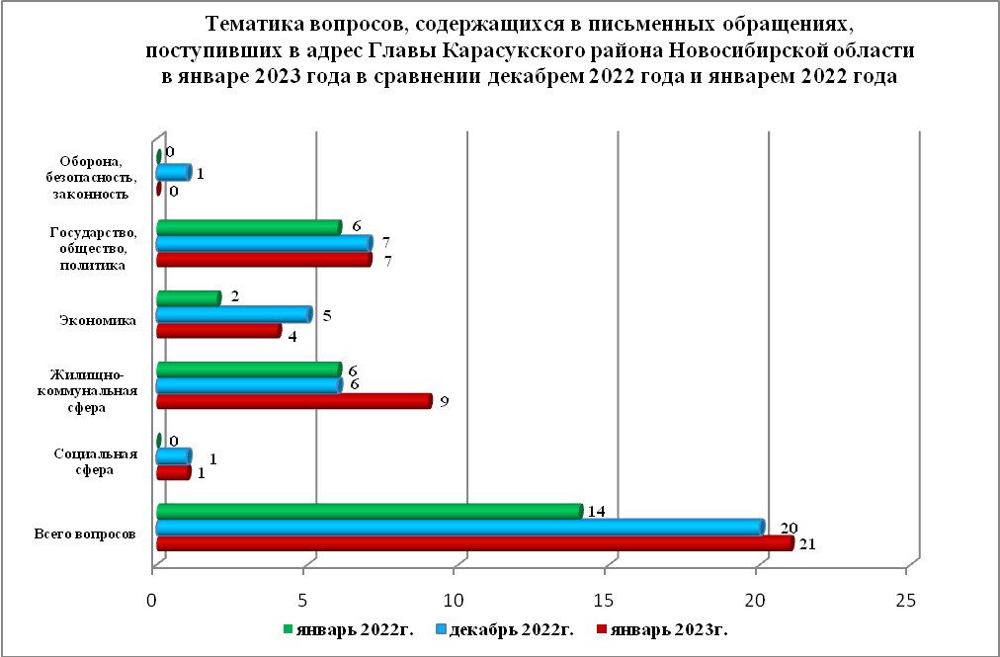 Тематика вопросов, содержащихся в письменных обращениях,
поступивших в адрес Главы Карасукского района Новосибирской области
в январе 2023 года в сравнении декабрем 2022 года и январем 2022 года
Оборона,
безопасность,
законность
0
1
0
Государство,
общество,
политика
6
7
7
Экономика
2
5
4
Жилищно-
коммунальная
сфера
6
6
9
Социальная
сфера
0
1
1
Всего вопросов
14
20
21
0 5 10 15 20 25
январь 2022г. декабрь 2022г. январь 2023г.